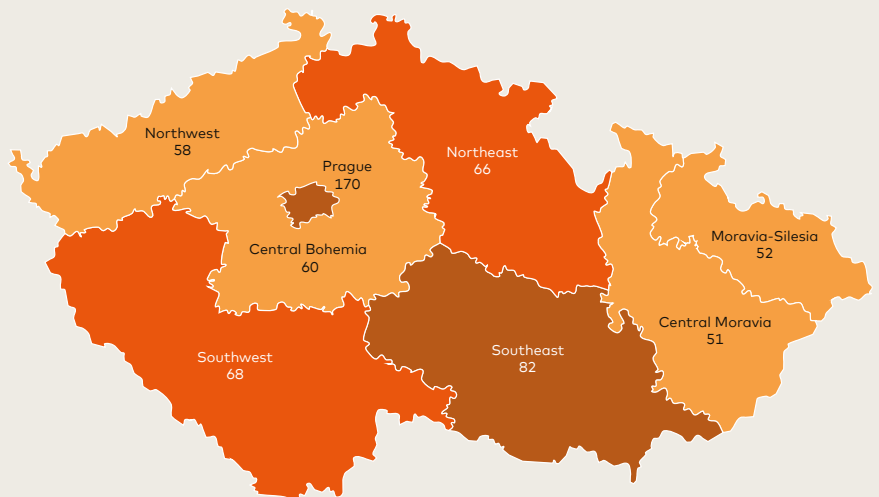 Northwest
58
Prague
170
Northeast
66
Central Bohemia
60
Moravia-Silesia
52
Central Moravia
51
Southwest
68
Southeast
82